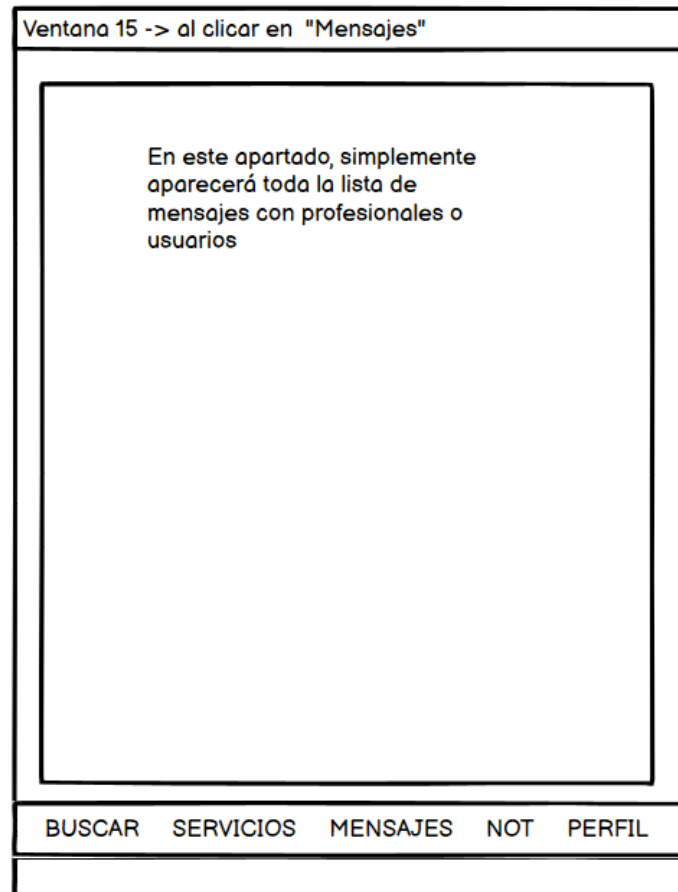 Ventana 15 -> al clicar en "Mensajes"
En este apartado, simplemente
aparecerá toda la lista de
mensajes con profesionales o
usuarios
BUSCAR SERVICIOS MENSAJES NOT PERFIL